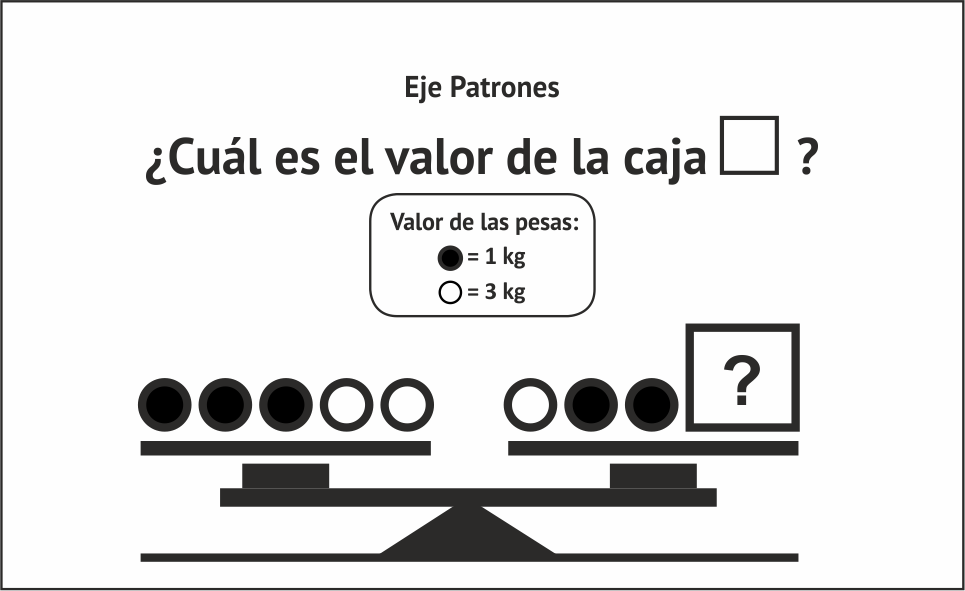 Eje Patrones
¿Cuál es el valor de la caja ?
Valor de las pesas:
= 1 kg
= 3 kg
?